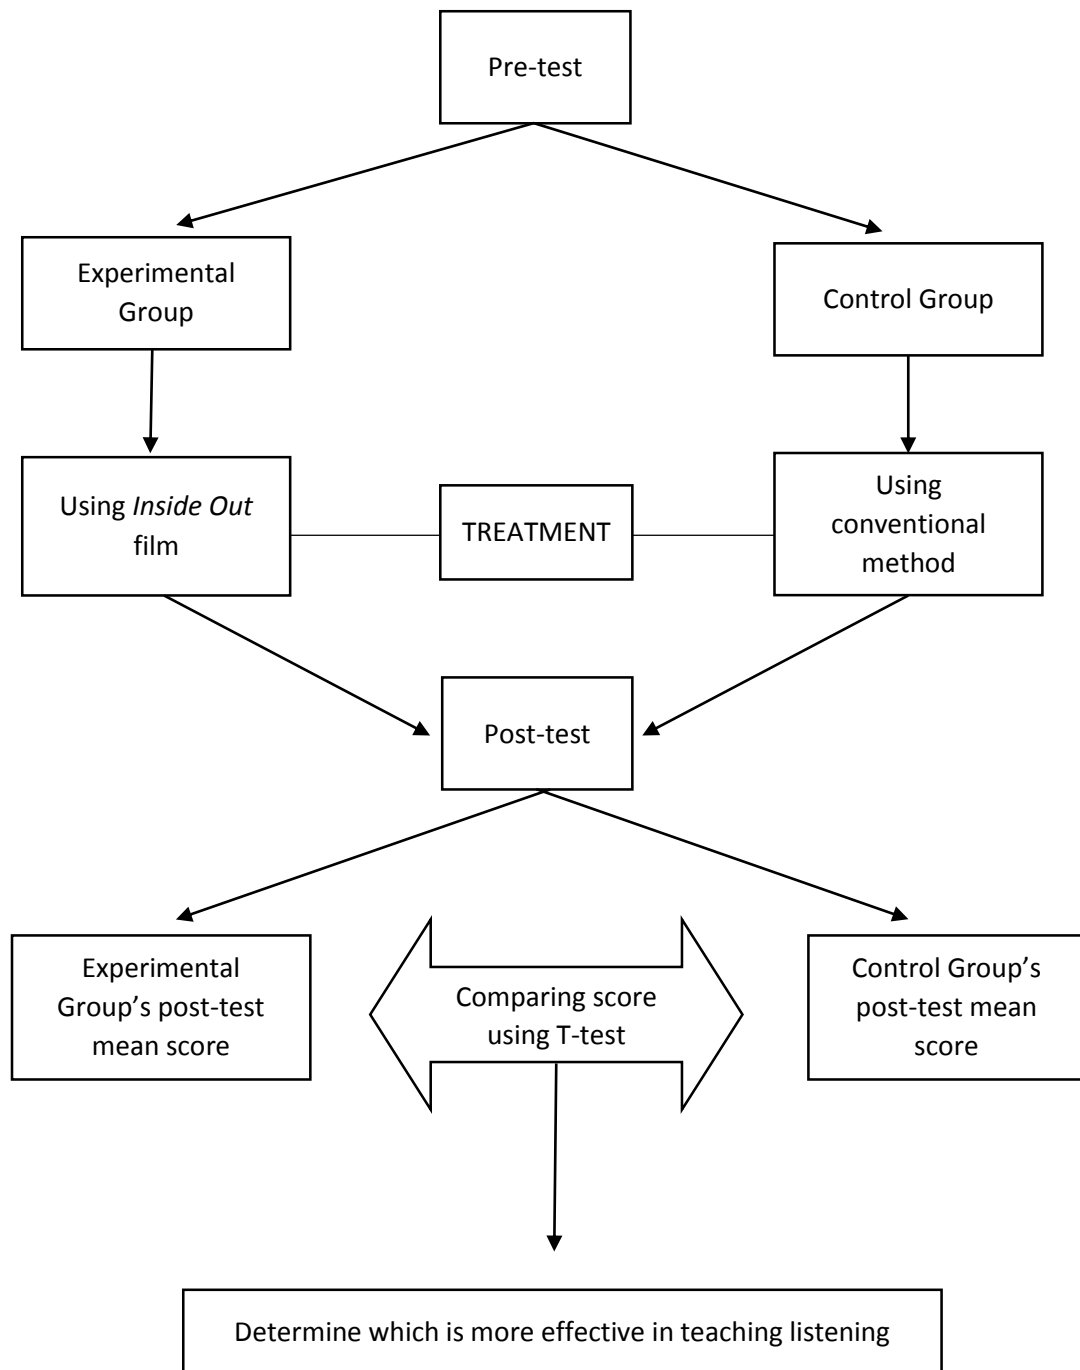 Pre-test
Experimental
Group
Control Group
Using Inside Out
film
TREATMENT
Using
conventional
method
Post-test
Experimental
Group’s post-test
mean score
Comparing score
using T-test
Control Group’s
post-test mean
score
Determine which is more effective in teaching listening